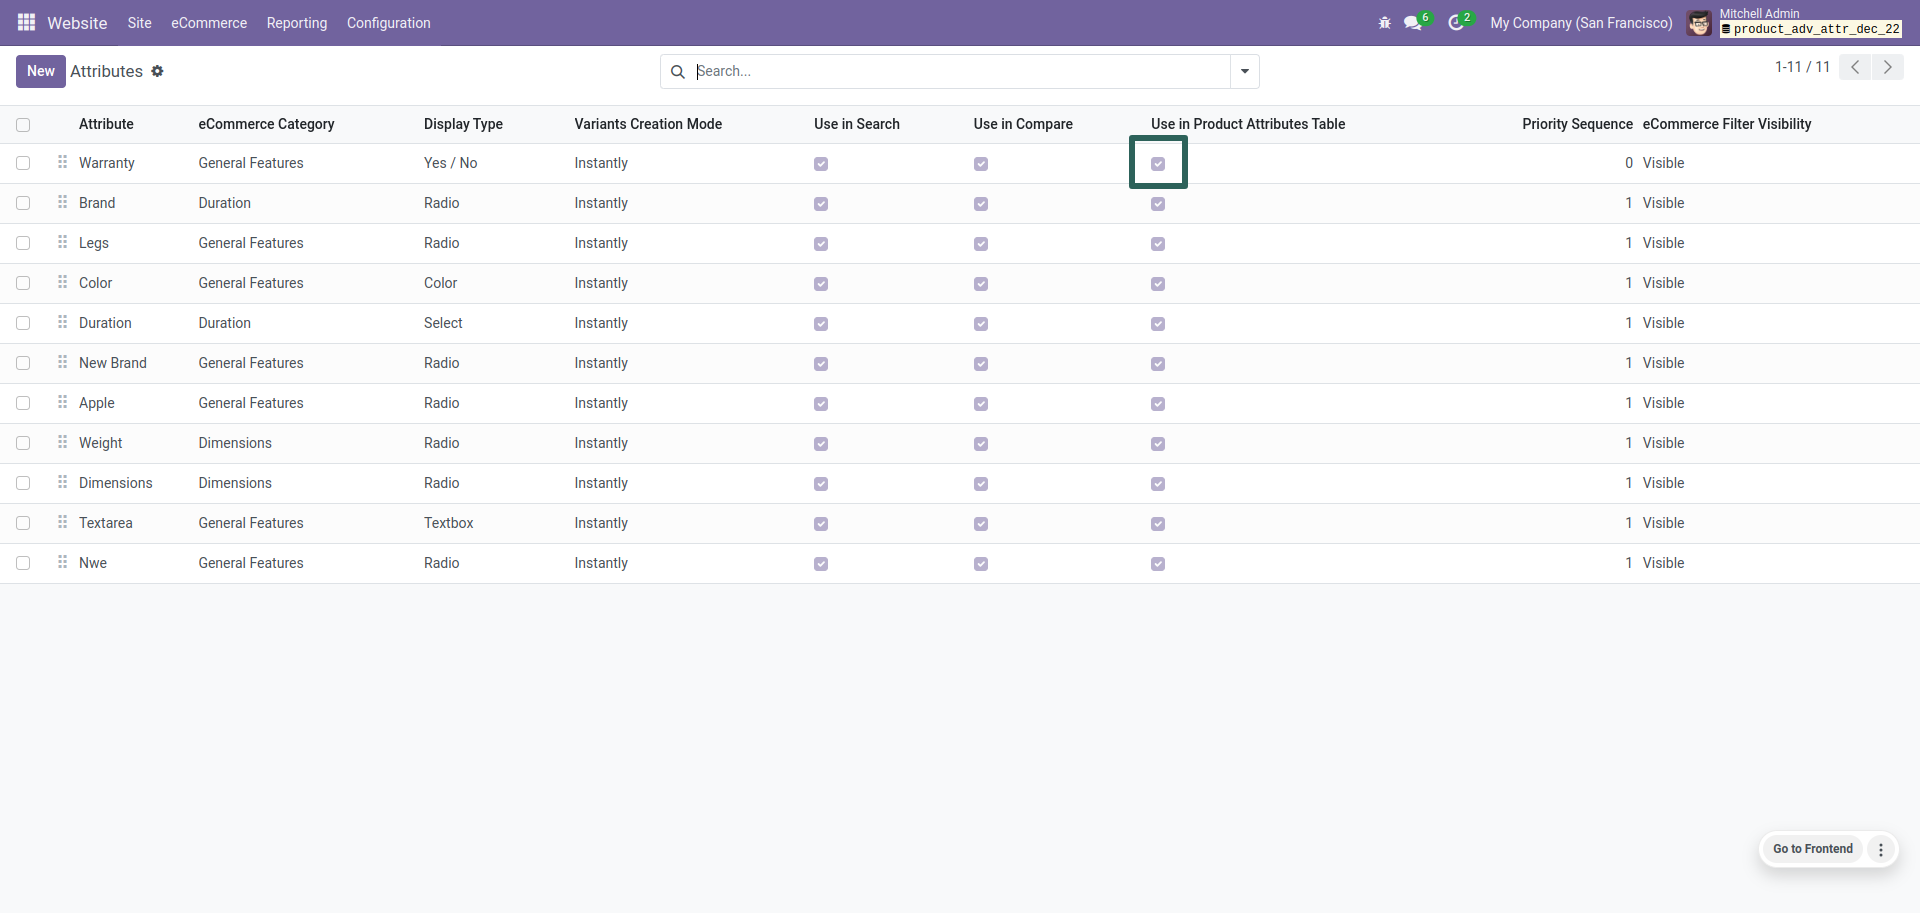 Website Site eCommerce Reporting Configuration 6 2 My Company (San Francisco) Mitchell Admin
product_adv_attr_dec_22
New Attributes Search... 1-11 / 11
Attribute eCommerce Category Display Type Variants Creation Mode Use in Search Use in Compare Use in Product Attributes Table Priority Sequence eCommerce Filter Visibility
Warranty General Features Yes / No Instantly 0 Visible
Brand Duration Radio Instantly 1 Visible
Legs General Features Radio Instantly 1 Visible
Color General Features Color Instantly 1 Visible
Duration Duration Select Instantly 1 Visible
New Brand General Features Radio Instantly 1 Visible
Apple General Features Radio Instantly 1 Visible
Weight Dimensions Radio Instantly 1 Visible
Dimensions Dimensions Radio Instantly 1 Visible
Textarea General Features Textbox Instantly 1 Visible
Nwe General Features Radio Instantly 1 Visible
Go to Frontend